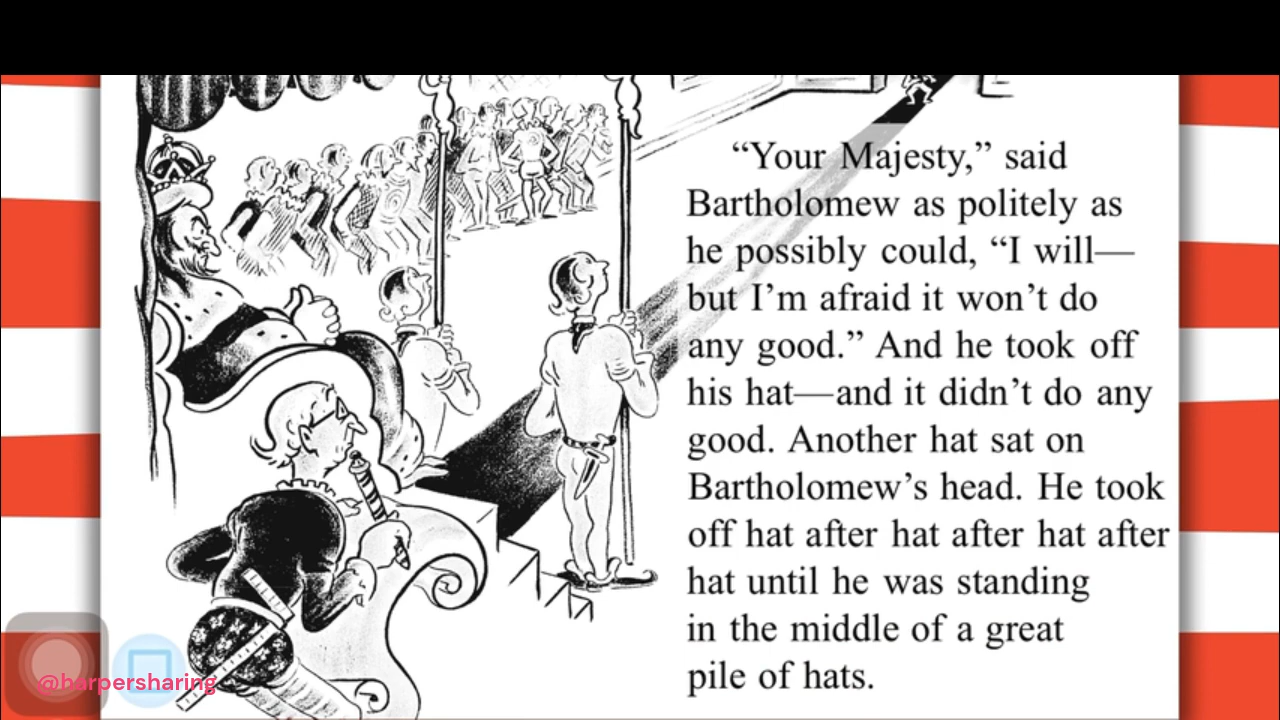 “Your Majesty,” said
Bartholomew as politely as
he possibly could, “I will—
but I’m afraid it won’t do
any good.” And he took off
his hat—and it didn’t do any
good. Another hat sat on
Bartholomew’s head. He took
off hat after hat after hat after
hat until he was standing
in the middle of a great
pile of hats.
@harpersharing